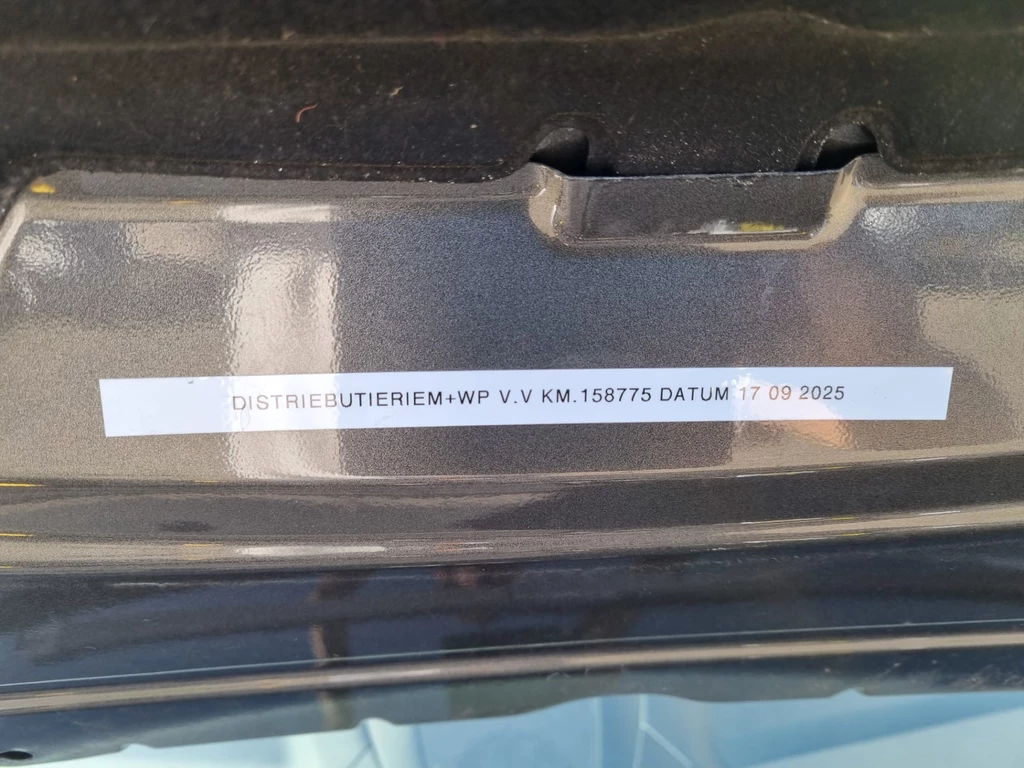 DISTRIEBUTIERIEM+WP V.V KM.158775 DATUM 17 09 2025